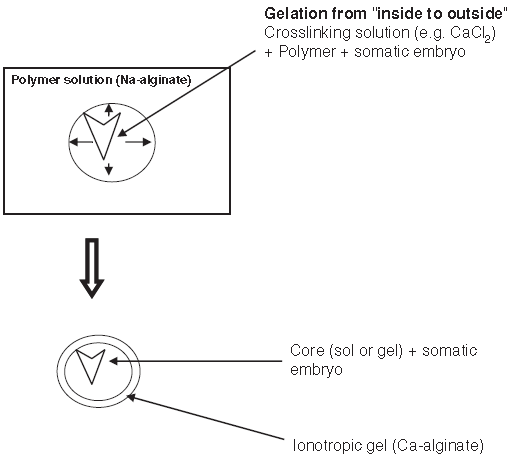 Gelation from "inside to outside"
Crosslinking solution (e.g. CaCl₂)
+ Polymer + somatic embryo
Polymer solution (Na-alginate)
Core (sol or gel) + somatic
embryo
Ionotropic gel (Ca-alginate)